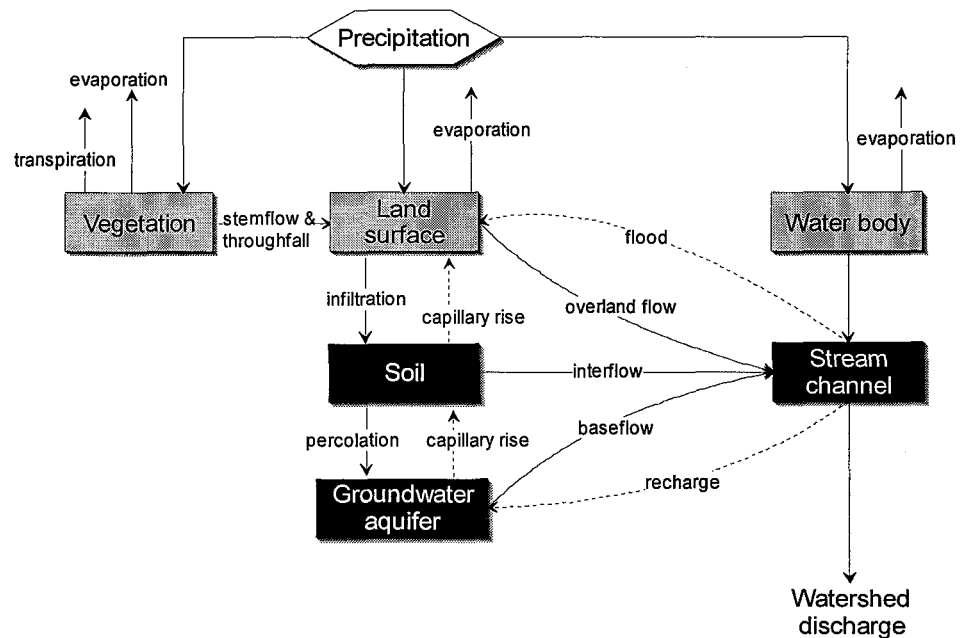 Precipitation
evaporation
transpiration
evaporation
evaporation
Vegetation
stemflow &
throughfall
Land
surface
Water body
flood
infiltration
capillary rise
overland flow
Soil
interflow
Stream
channel
percolation
capillary rise
baseflow
recharge
Groundwater
aquifer
Watershed
discharge